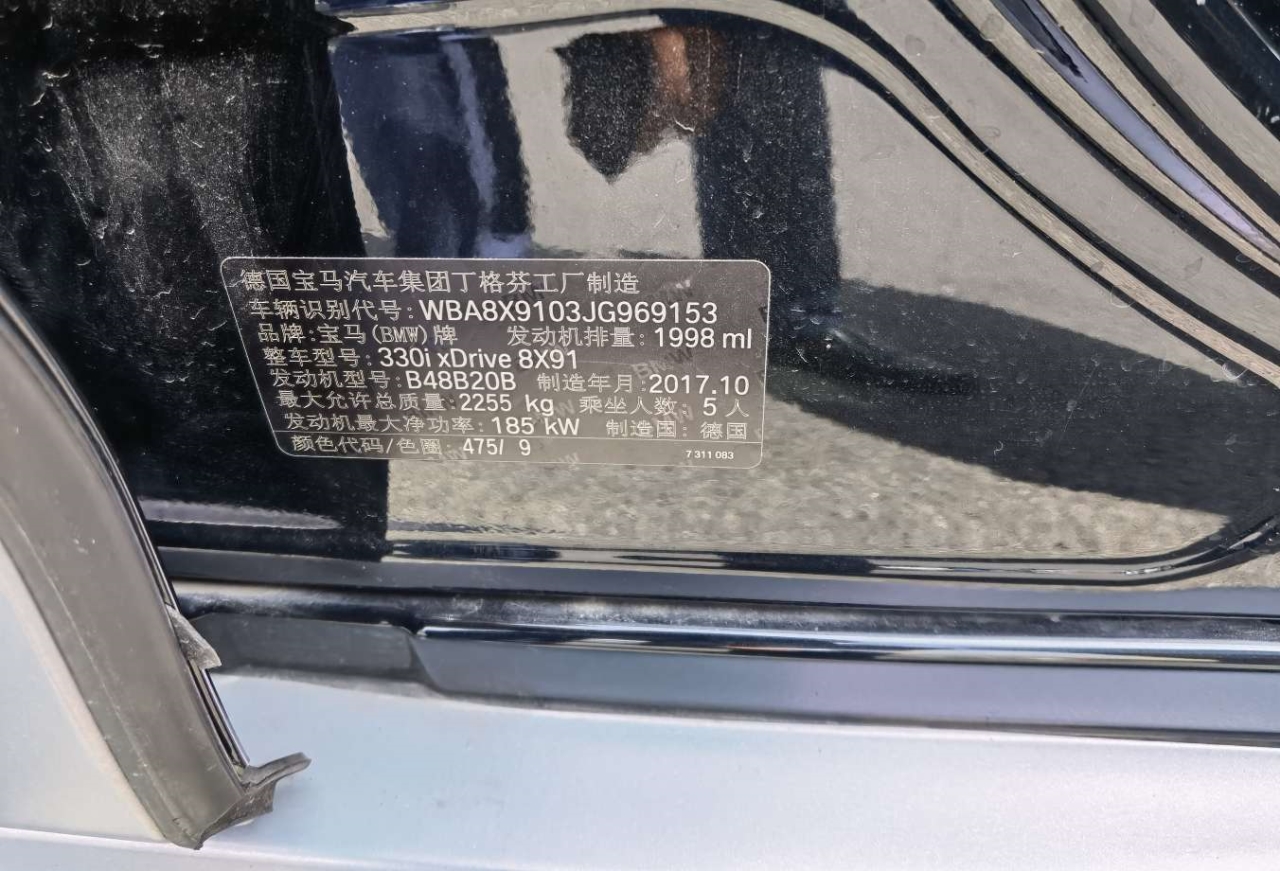 德国宝马汽车集团丁格芬工厂制造
车辆识别代号: WBA8X9103JG969153
品牌: 宝马(BMW)牌 发动机排量: 1998 ml
整车型号: 330i xDrive 8X91
发动机型号: B48B20B 制造年月: 2017.10
最大允许总质量: 2255 kg 乘坐人数: 5 人
发动机最大净功率: 185 kW 制造国: 德国
颜色代码/色圈: 475/ 9 7 311 083